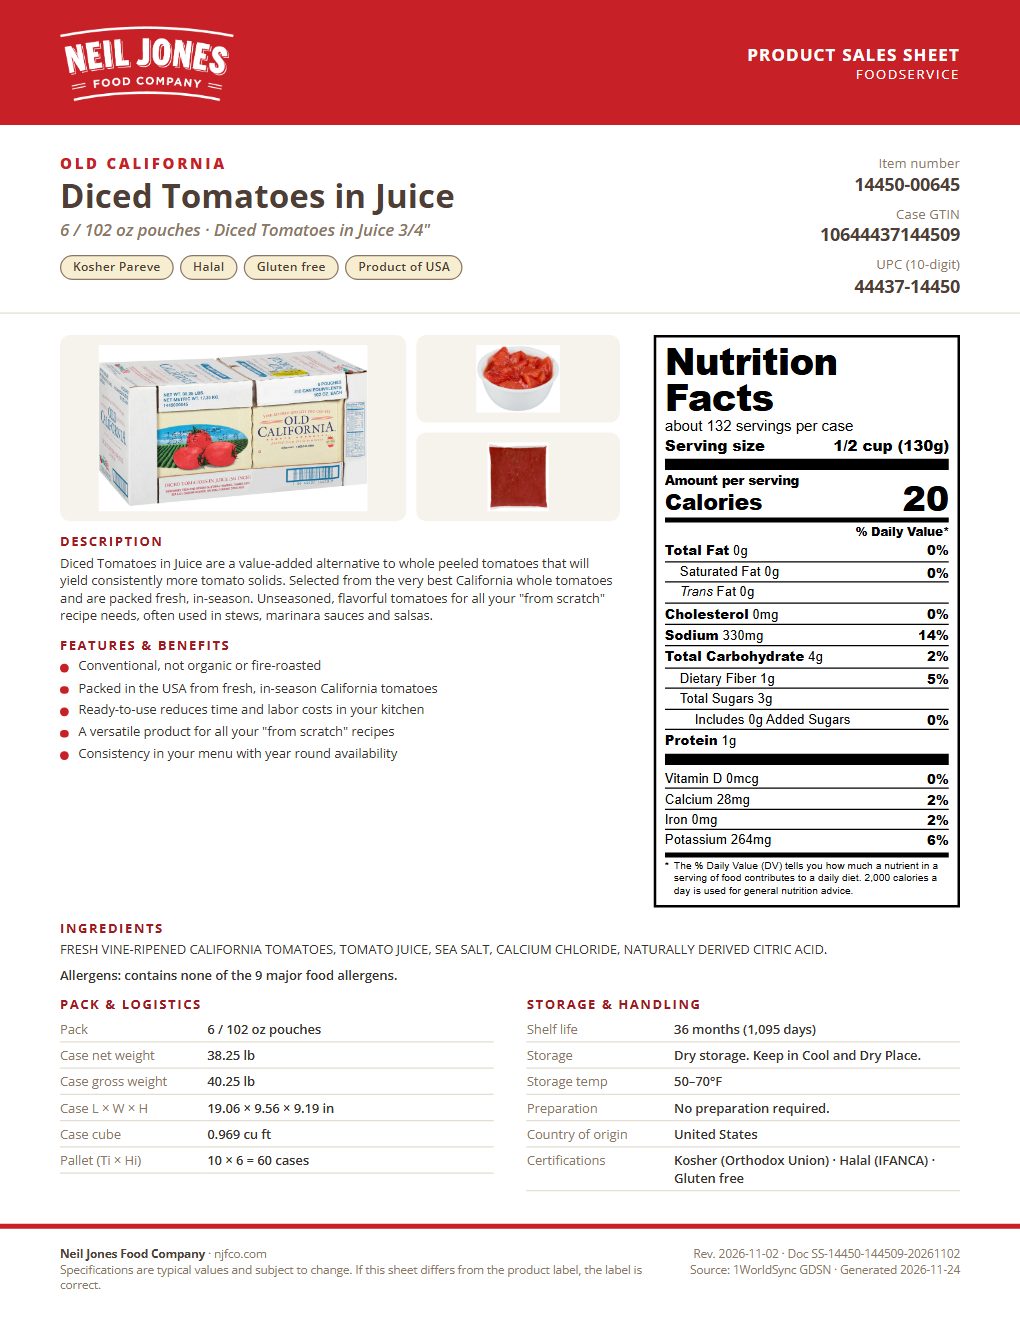 NEIL JONES
FOOD COMPANY
PRODUCT SALES SHEET
FOODSERVICE
OLD CALIFORNIA
Diced Tomatoes in Juice
6 / 102 oz pouches · Diced Tomatoes in Juice 3/4"
Kosher Pareve
Halal
Gluten free
Product of USA
Item number
14450-00645
Case GTIN
10644437144509
UPC (10-digit)
44437-14450
OLD
CALIFORNIA
DESCRIPTION
Diced Tomatoes in Juice are a value-added alternative to whole peeled tomatoes that will
yield consistently more tomato solids. Selected from the very best California whole tomatoes
and are packed fresh, in-season. Unseasoned, flavorful tomatoes for all your "from scratch"
recipe needs, often used in stews, marinara sauces and salsas.
FEATURES & BENEFITS
Conventional, not organic or fire-roasted
Packed in the USA from fresh, in-season California tomatoes
Ready-to-use reduces time and labor costs in your kitchen
A versatile product for all your "from scratch" recipes
Consistency in your menu with year round availability
Nutrition
Facts
about 132 servings per case
Serving size 1/2 cup (130g)
Amount per serving
Calories 20
% Daily Value*
Total Fat 0g 0%
Saturated Fat 0g 0%
Trans Fat 0g
Cholesterol 0mg 0%
Sodium 330mg 14%
Total Carbohydrate 4g 2%
Dietary Fiber 1g 5%
Total Sugars 3g
Includes 0g Added Sugars 0%
Protein 1g
Vitamin D 0mcg 0%
Calcium 28mg 2%
Iron 0mg 2%
Potassium 264mg 6%
* The % Daily Value (DV) tells you how much a nutrient in a
serving of food contributes to a daily diet. 2,000 calories a
day is used for general nutrition advice.
INGREDIENTS
FRESH VINE-RIPENED CALIFORNIA TOMATOES, TOMATO JUICE, SEA SALT, CALCIUM CHLORIDE, NATURALLY DERIVED CITRIC ACID.
Allergens: contains none of the 9 major food allergens.
PACK & LOGISTICS
Pack 6 / 102 oz pouches
Case net weight 38.25 lb
Case gross weight 40.25 lb
Case L × W × H 19.06 × 9.56 × 9.19 in
Case cube 0.969 cu ft
Pallet (Ti × Hi) 10 × 6 = 60 cases
STORAGE & HANDLING
Shelf life 36 months (1,095 days)
Storage Dry storage. Keep in Cool and Dry Place.
Storage temp 50–70°F
Preparation No preparation required.
Country of origin United States
Certifications Kosher (Orthodox Union) · Halal (IFANCA) ·
Gluten free
Neil Jones Food Company · njfco.com
Specifications are typical values and subject to change. If this sheet differs from the product label, the label is
correct.
Rev. 2026-11-02 · Doc SS-14450-144509-20261102
Source: 1WorldSync GDSN · Generated 2026-11-24